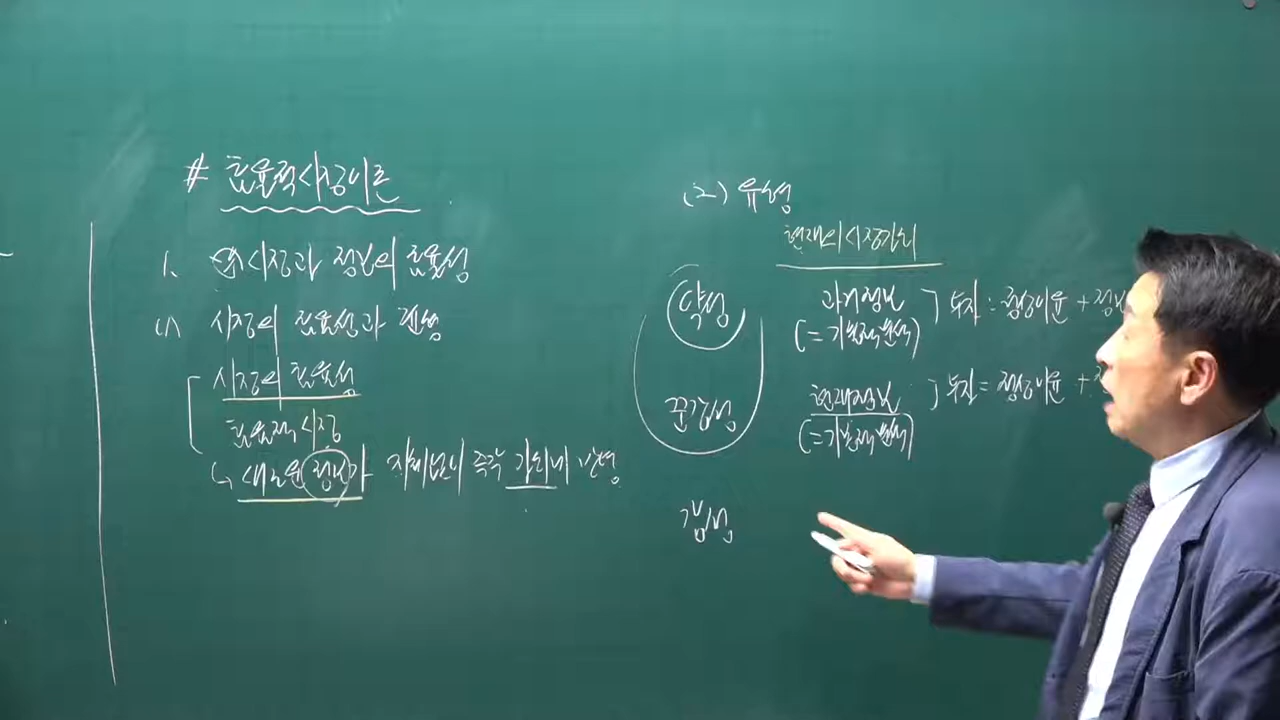 # 효율적시장이론
1. 시장과 정보의 효율성
(1) 시장의 효율성과 전형
시장의 효율성
효율적 시장
↳ 새로운 정보가 지체없이 즉각 가치에 반영
(2) 유형
현재의 시장가치
약성 과거정보 ] 투자 : 정상이윤 +
(= 기본적분석)
준강성 현재정보 ] 투자 = 정상이윤 +
(= 기본적분석)
강성